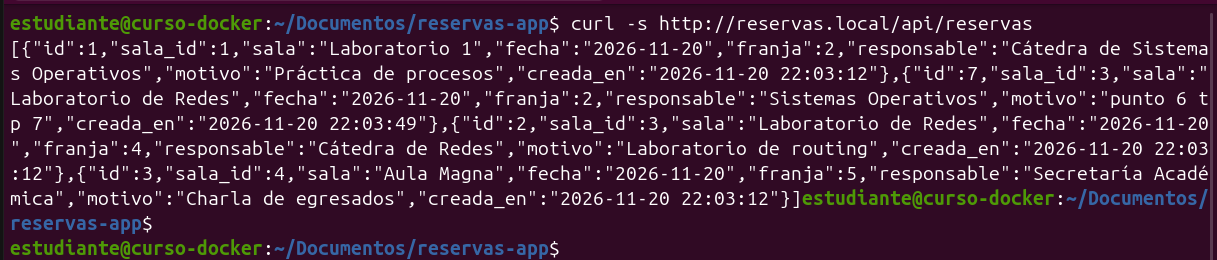 estudiante@curso-docker:~/Documentos/reservas-app$ curl -s http://reservas.local/api/reservas
[{"id":1,"sala_id":1,"sala":"Laboratorio 1","fecha":"2026-11-20","franja":2,"responsable":"Cátedra de Sistema
s Operativos","motivo":"Práctica de procesos","creada_en":"2026-11-20 22:03:12"},{"id":7,"sala_id":3,"sala":"
Laboratorio de Redes","fecha":"2026-11-20","franja":2,"responsable":"Sistemas Operativos","motivo":"punto 6 t
p 7","creada_en":"2026-11-20 22:03:49"},{"id":2,"sala_id":3,"sala":"Laboratorio de Redes","fecha":"2026-11-20
","franja":4,"responsable":"Cátedra de Redes","motivo":"Laboratorio de routing","creada_en":"2026-11-20 22:03
:12"},{"id":3,"sala_id":4,"sala":"Aula Magna","fecha":"2026-11-20","franja":5,"responsable":"Secretaría Acadé
mica","motivo":"Charla de egresados","creada_en":"2026-11-20 22:03:12"}]estudiante@curso-docker:~/Documentos/
reservas-app$
estudiante@curso-docker:~/Documentos/reservas-app$